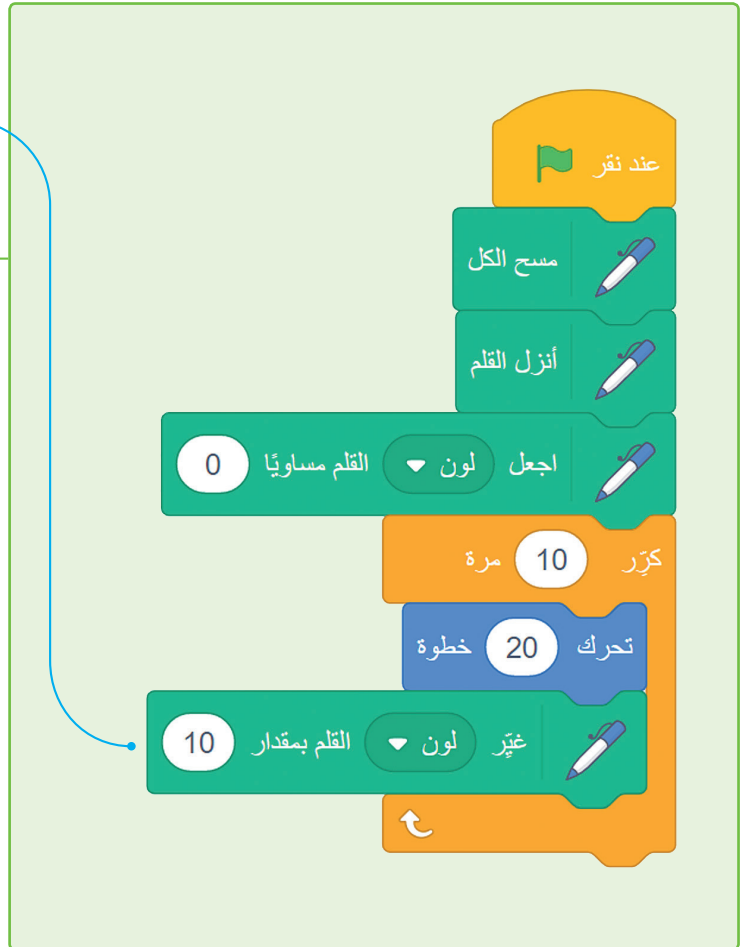 عند نقر
مسح الكل
أنزل القلم
اجعل لون القلم مساويًا 0
كرِّر 10 مرة
تحرك 20 خطوة
غيِّر لون القلم بمقدار 10